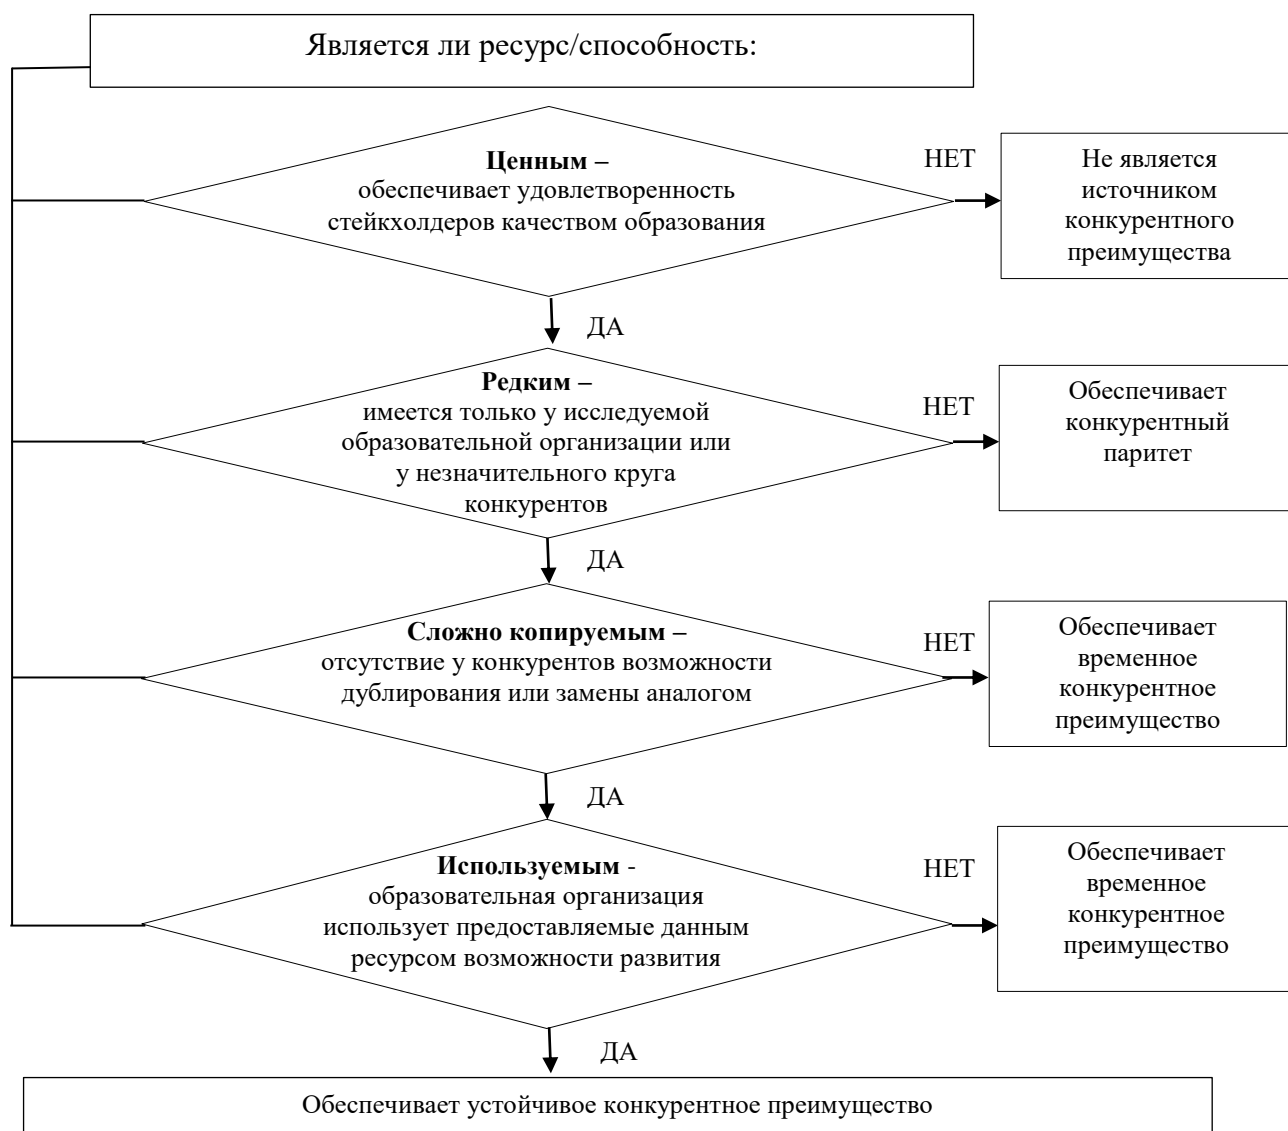 Является ли ресурс/способность:
Ценным –
обеспечивает удовлетворенность
стейкхолдеров качеством образования
НЕТ
Не является
источником
конкурентного
преимущества
ДА
Редким –
имеется только у исследуемой
образовательной организации или
у незначительного круга
конкурентов
НЕТ
Обеспечивает
конкурентный
паритет
ДА
Сложно копируемым –
отсутствие у конкурентов возможности
дублирования или замены аналогом
НЕТ
Обеспечивает
временное
конкурентное
преимущество
ДА
Используемым -
образовательная организация
использует предоставляемые данным
ресурсом возможности развития
НЕТ
Обеспечивает
временное
конкурентное
преимущество
ДА
Обеспечивает устойчивое конкурентное преимущество